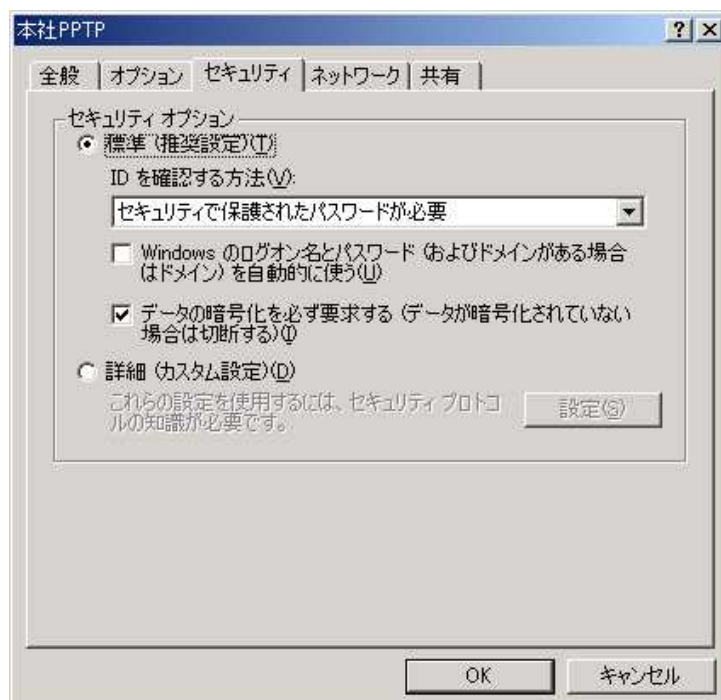 本社PPTP
全般 オプション セキュリティ ネットワーク 共有
セキュリティ オプション
標準 (推奨設定)(T)
ID を確認する方法(V):
セキュリティで保護されたパスワードが必要
Windows のログオン名とパスワード (およびドメインがある場合
はドメイン) を自動的に使う(U)
データの暗号化を必ず要求する (データが暗号化されていない
場合は切断する)(I)
詳細 (カスタム設定)(D)
これらの設定を使用するには、セキュリティ プロトコ
ルの知識が必要です。
設定(S)
OK キャンセル